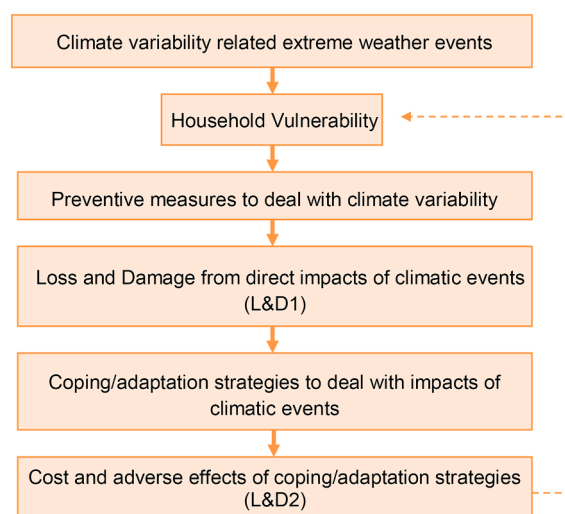 Climate variability related extreme weather events
Household Vulnerability
Preventive measures to deal with climate variability
Loss and Damage from direct impacts of climatic events
(L&D1)
Coping/adaptation strategies to deal with impacts of
climatic events
Cost and adverse effects of coping/adaptation strategies
(L&D2)